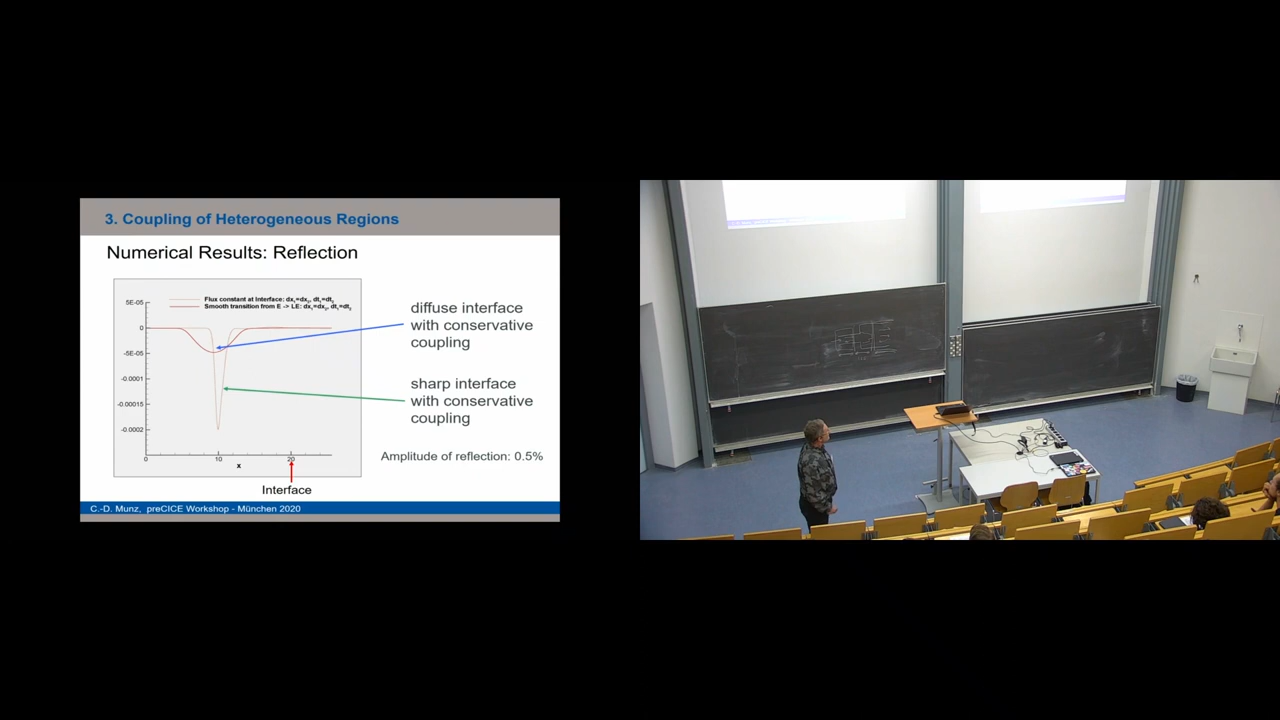 3. Coupling of Heterogeneous Regions
Numerical Results: Reflection
Flux constant at Interface: dx₁=dx₂, dt₁=dt₂
Smooth transition from E -> LE: dx₁=dx₂, dt₁=dt₂
5E-05
0
-5E-05
-0.0001
-0.00015
-0.0002
0
10
20
x
Interface
diffuse interface
with conservative
coupling
sharp interface
with conservative
coupling
Amplitude of reflection: 0.5%
C.-D. Munz, preCICE Workshop - München 2020